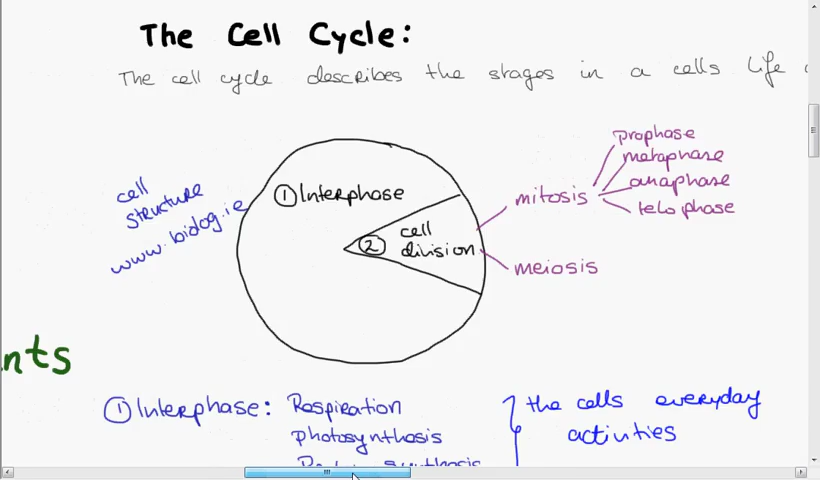 The Cell Cycle:
The cell cycle describes the stages in a cells life
① Interphase
② cell
division
mitosis
prophase
metaphase
anaphase
telophase
meiosis
cell
structure
www.biolog.ie
nts
① Interphase: Respiration
Photosynthesis
the cells everyday
activities